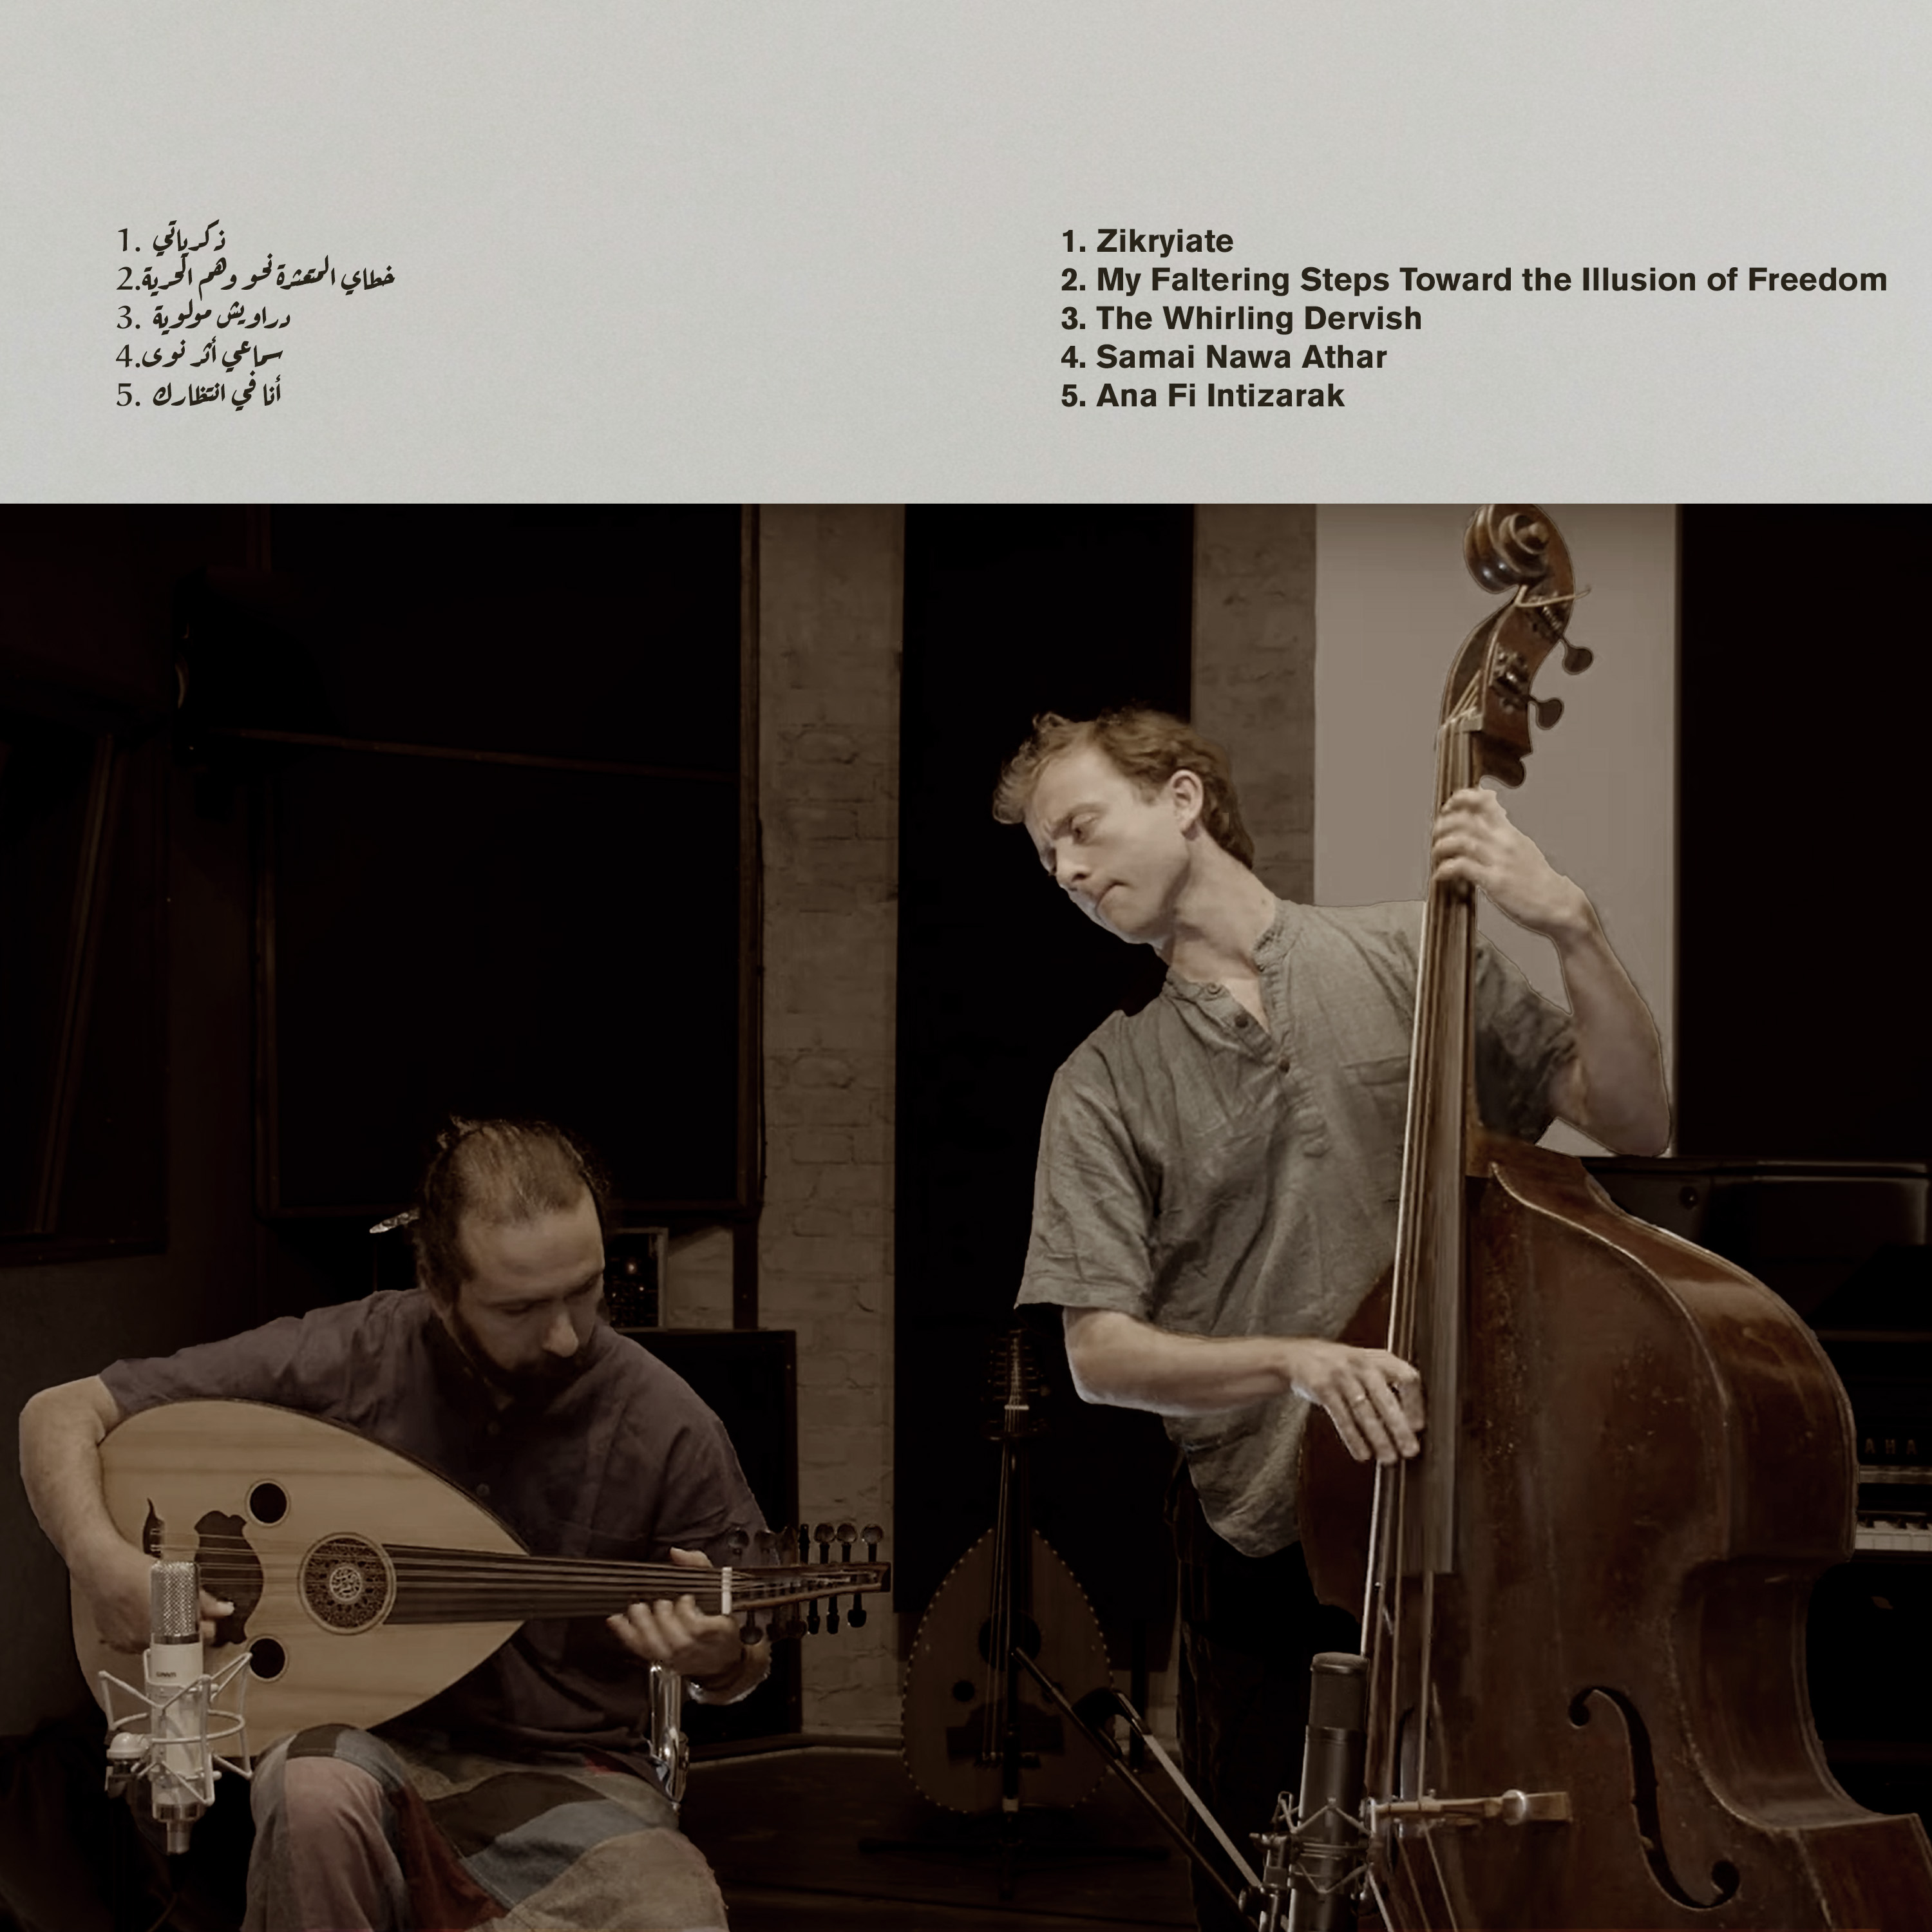 1. ذكرياتي
2. خطاي المتعثرة نحو وهم الحرية
3. دراويش مولوية
4. سماعي أثر نوى
5. أنا في انتظارك
1. Zikryiate
2. My Faltering Steps Toward the Illusion of Freedom
3. The Whirling Dervish
4. Samai Nawa Athar
5. Ana Fi Intizarak